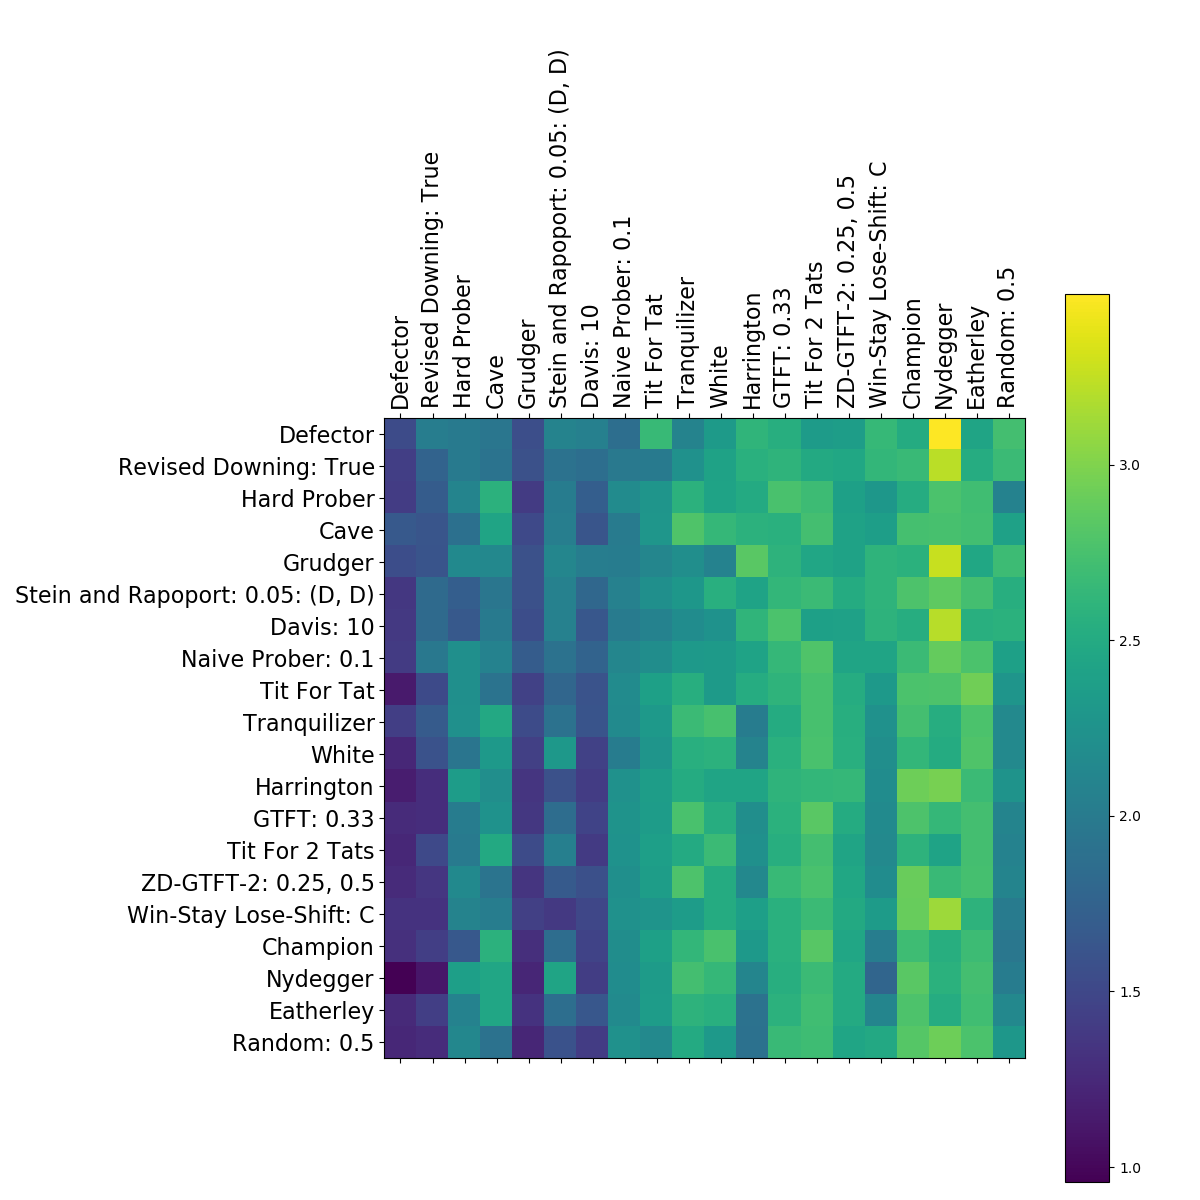 Defector
Revised Downing: True
Hard Prober
Cave
Grudger
Stein and Rapoport: 0.05: (D, D)
Davis: 10
Naive Prober: 0.1
Tit For Tat
Tranquilizer
White
Harrington
GTFT: 0.33
Tit For 2 Tats
ZD-GTFT-2: 0.25, 0.5
Win-Stay Lose-Shift: C
Champion
Nydegger
Eatherley
Random: 0.5
Defector
Revised Downing: True
Hard Prober
Cave
Grudger
Stein and Rapoport: 0.05: (D, D)
Davis: 10
Naive Prober: 0.1
Tit For Tat
Tranquilizer
White
Harrington
GTFT: 0.33
Tit For 2 Tats
ZD-GTFT-2: 0.25, 0.5
Win-Stay Lose-Shift: C
Champion
Nydegger
Eatherley
Random: 0.5
3.0
2.5
2.0
1.5
1.0